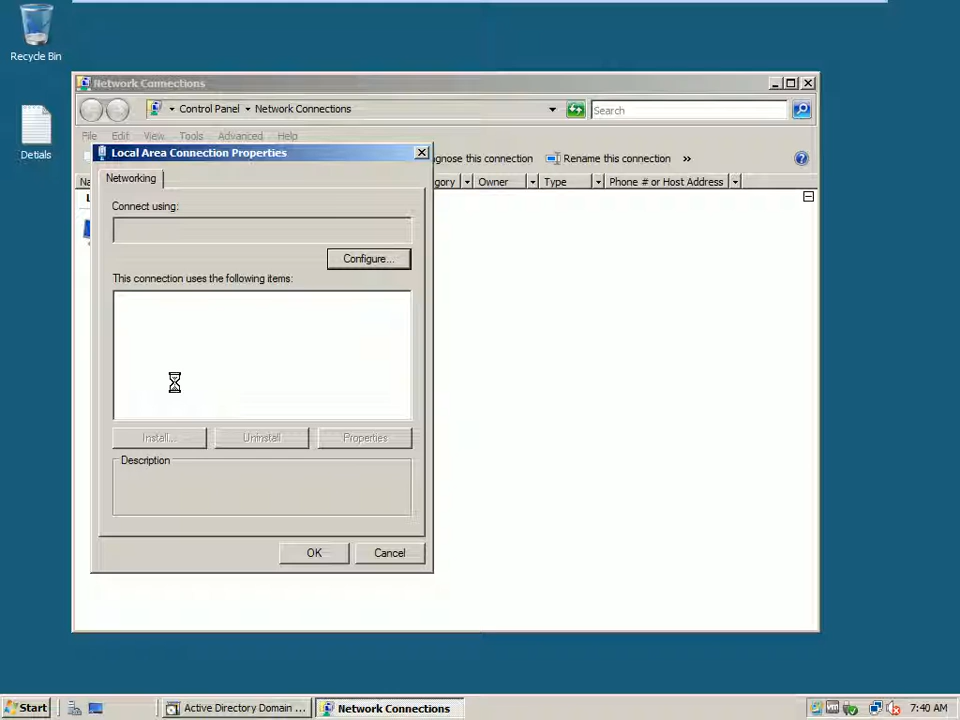 Recycle Bin
Detials
Network Connections
Control Panel
Network Connections
Search
File Edit View Tools Advanced Help
Local Area Connection Properties
Rename this connection
this connection
»
Owner
Type
Phone # or Host Address
Networking
Connect using:
Configure...
This connection uses the following items:
Install...
Uninstall
Properties
Description
OK
Cancel
Start
Active Directory Domain ...
Network Connections
7:40 AM